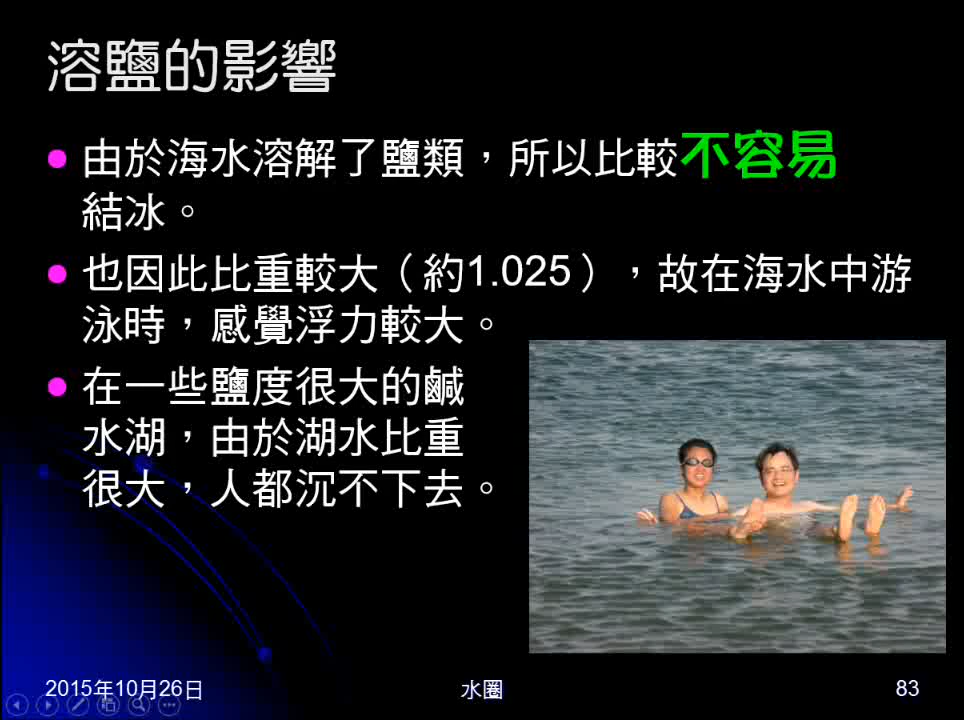 溶鹽的影響
由於海水溶解了鹽類，所以比較不容易
結冰。
也因此比重較大（約1.025），故在海水中游
泳時，感覺浮力較大。
在一些鹽度很大的鹹
水湖，由於湖水比重
很大，人都沉不下去。
2015年10月26日
水圈
83